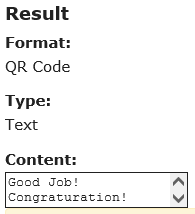 Result
Format:
QR Code
Type:
Text
Content:
Good Job!
Congraturation!